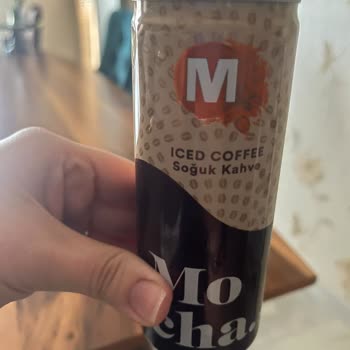 M
ICED COFFEE
Soğuk Kahve
Mo
cha.